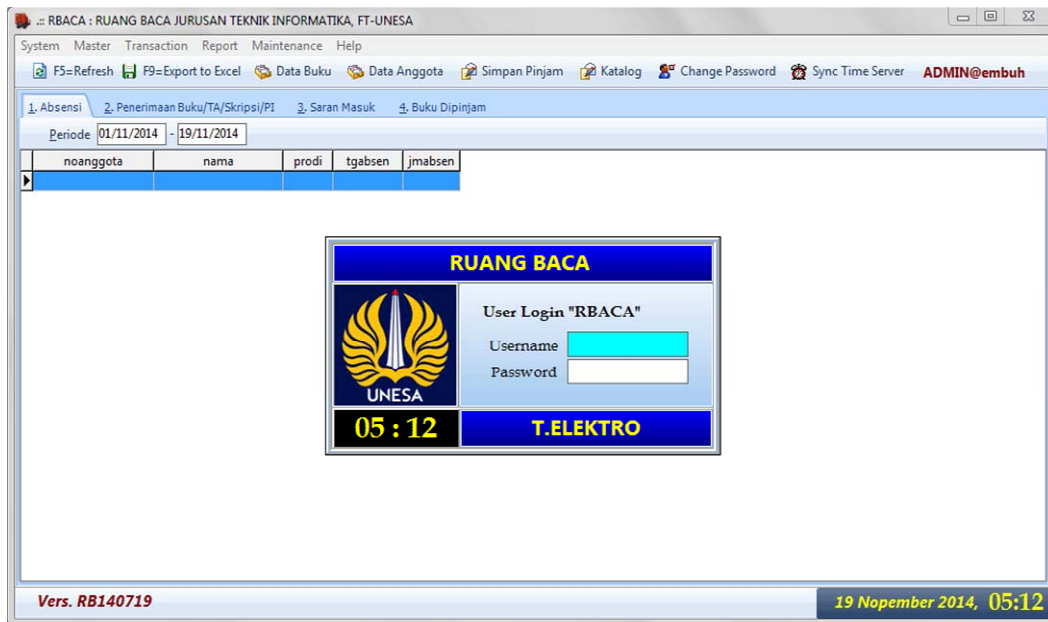 .:: RBACA : RUANG BACA JURUSAN TEKNIK INFORMATIKA, FT-UNESA
System Master Transaction Report Maintenance Help
F5=Refresh F9=Export to Excel Data Buku Data Anggota Simpan Pinjam Katalog Change Password Sync Time Server ADMIN@embuh
1. Absensi 2. Penerimaan Buku/TA/Skripsi/PI 3. Saran Masuk 4. Buku Dipinjam
Periode 01/11/2014 - 19/11/2014
noanggota nama prodi tgabsen jmabsen
RUANG BACA
User Login "RBACA"
Username
Password
UNESA
05 : 12 T.ELEKTRO
Vers. RB140719 19 Nopember 2014, 05:12